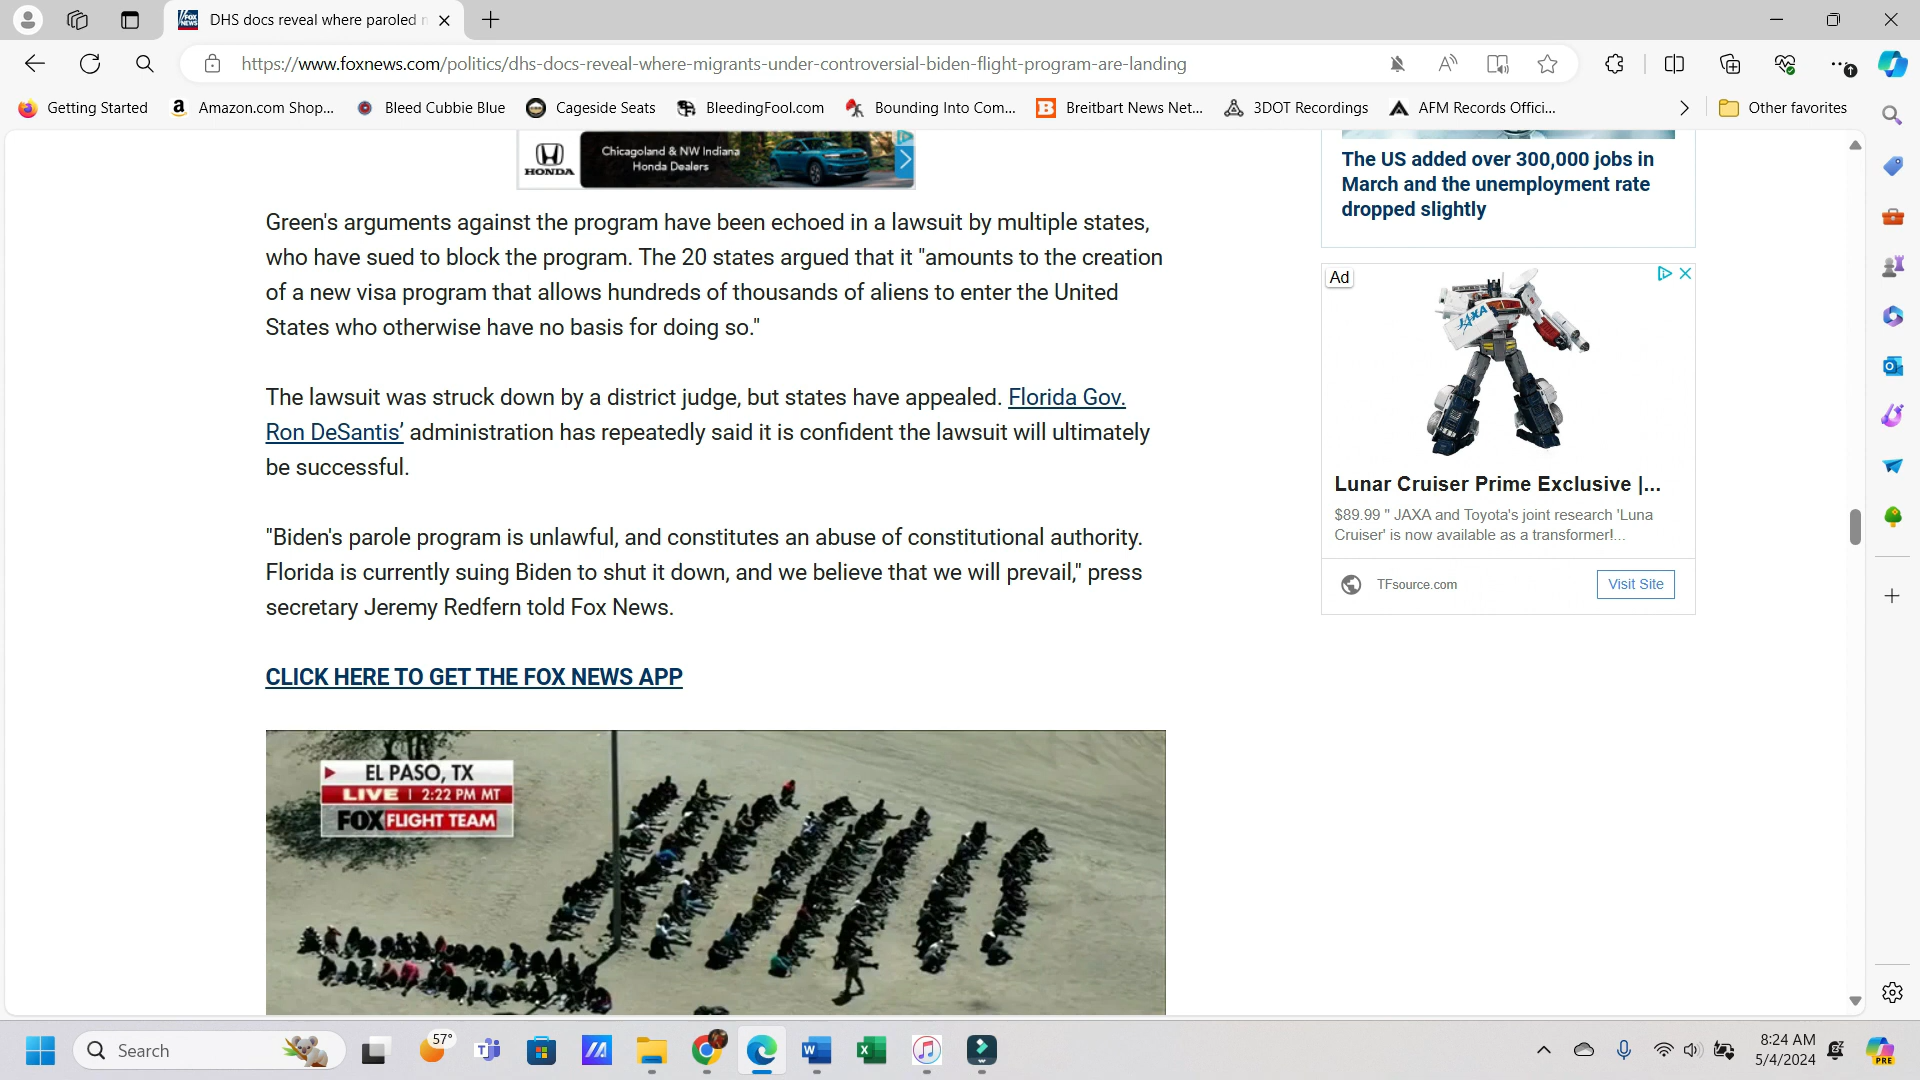 DHS docs reveal where paroled
https://www.foxnews.com/politics/dhs-docs-reveal-where-migrants-under-controversial-biden-flight-program-are-landing
Getting Started
Amazon.com Shop...
Bleed Cubbie Blue
Cageside Seats
BleedingFool.com
Bounding Into Com...
Breitbart News Net...
3DOT Recordings
AFM Records Offici...
Other favorites
HONDA
Chicagoland & NW Indiana
Honda Dealers
Green's arguments against the program have been echoed in a lawsuit by multiple states,
who have sued to block the program. The 20 states argued that it "amounts to the creation
of a new visa program that allows hundreds of thousands of aliens to enter the United
States who otherwise have no basis for doing so."
The lawsuit was struck down by a district judge, but states have appealed. Florida Gov.
Ron DeSantis’ administration has repeatedly said it is confident the lawsuit will ultimately
be successful.
"Biden's parole program is unlawful, and constitutes an abuse of constitutional authority.
Florida is currently suing Biden to shut it down, and we believe that we will prevail," press
secretary Jeremy Redfern told Fox News.
CLICK HERE TO GET THE FOX NEWS APP
EL PASO, TX
LIVE | 2:22 PM MT
FOX FLIGHT TEAM
The US added over 300,000 jobs in
March and the unemployment rate
dropped slightly
Ad
JAXA
Lunar Cruiser Prime Exclusive |...
$89.99 " JAXA and Toyota's joint research 'Luna
Cruiser' is now available as a transformer!...
TFsource.com
Visit Site
Search
57°
8:24 AM
5/4/2024
PRE